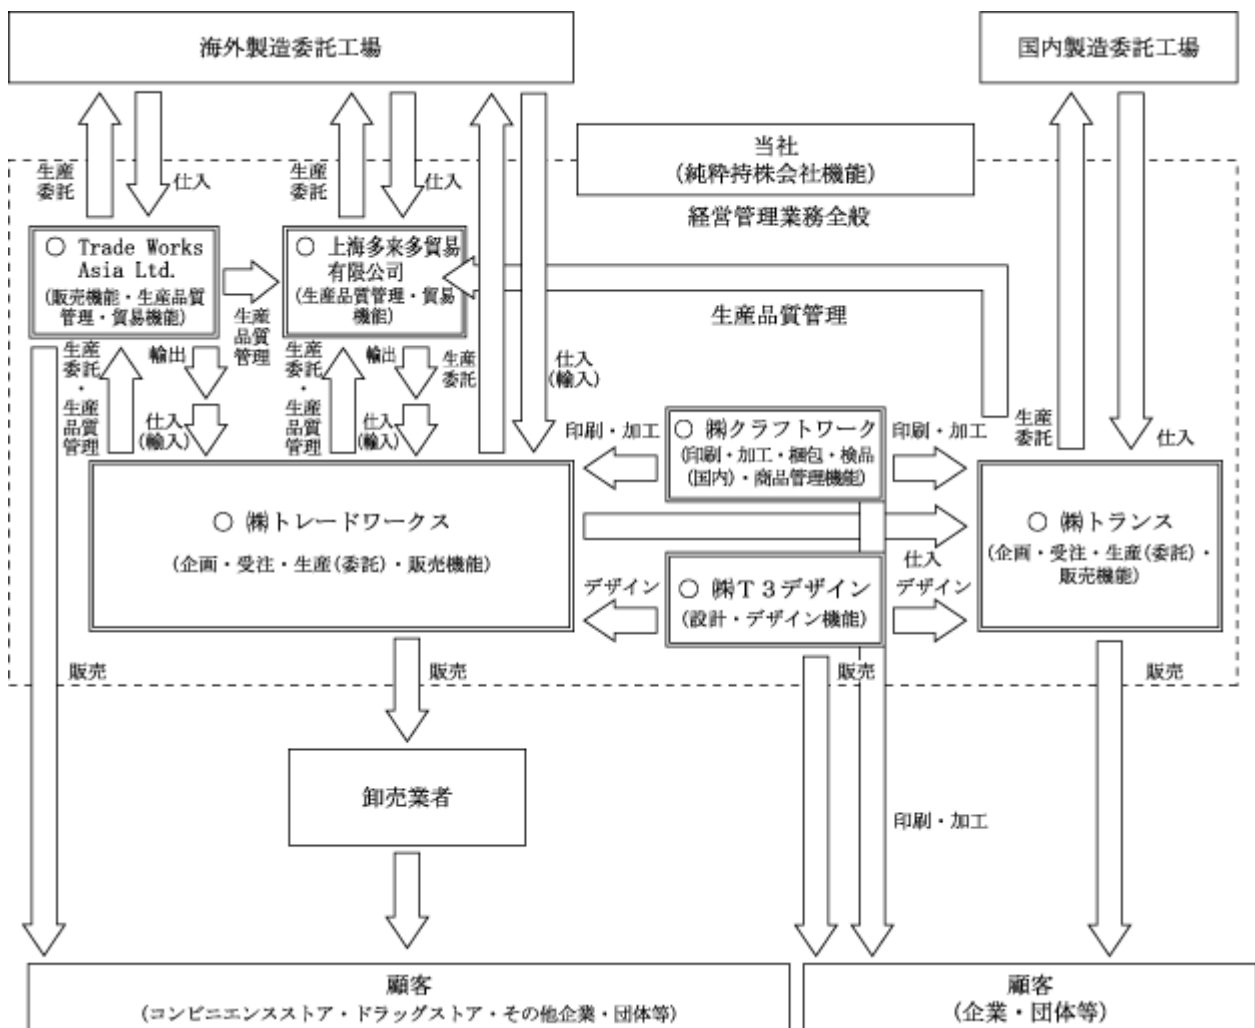 海外製造委託工場
国内製造委託工場
当社
(純粋持株会社機能)
経営管理業務全般
生産
委託
仕入
生産
委託
仕入
○ Trade Works
Asia Ltd.
(販売機能・生産品質
管理・貿易機能)
○ 上海多来多貿易
有限公司
(生産品質管理・貿易
機能)
生産
品質
管理
生産品質管理
生産
委託
・
生産
品質
管理
輸出
仕入
(輸入)
生産
委託
・
生産
品質
管理
輸出
仕入
(輸入)
生産
委託
仕入
(輸入)
印刷・加工
○ ㈱クラフトワーク
(印刷・加工・梱包・検品
(国内)・商品管理機能)
印刷・加工
生産
委託
仕入
○ ㈱トレードワークス
(企画・受注・生産(委託)・販売機能)
○ ㈱トランス
(企画・受注・生産(委託)・
販売機能)
仕入
デザイン
○ ㈱T3デザイン
(設計・デザイン機能)
デザイン
販売
販売
販売
販売
卸売業者
印刷・加工
顧客
(コンビニエンスストア・ドラッグストア・その他企業・団体等)
顧客
(企業・団体等)